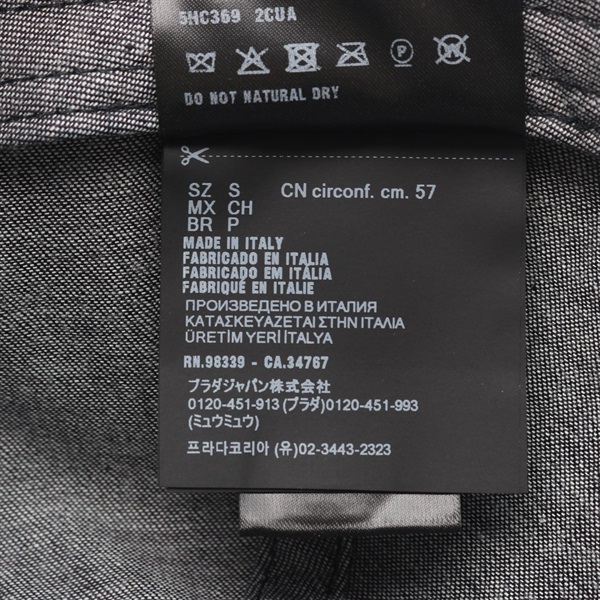 5HC369 2CUA
P W
DO NOT NATURAL DRY
SZ S CN circonf. cm. 57
MX CH
BR P
MADE IN ITALY
FABRICADO EN ITALIA
FABRICADO EM ITÁLIA
FABRIQUÉ EN ITALIE
ПРОИЗВЕДЕНО В ИТАЛИЯ
ΚΑΤΑΣΚΕΥΑΖΕΤΑΙ ΣΤΗΝ ΙΤΑΛΙΑ
ÜRETİM YERİ İTALYA
RN.98339 - CA.34767
プラダジャパン株式会社
0120-451-913 (プラダ)0120-451-993
(ミュウミュウ)
프라다코리아 (유)02-3443-2323